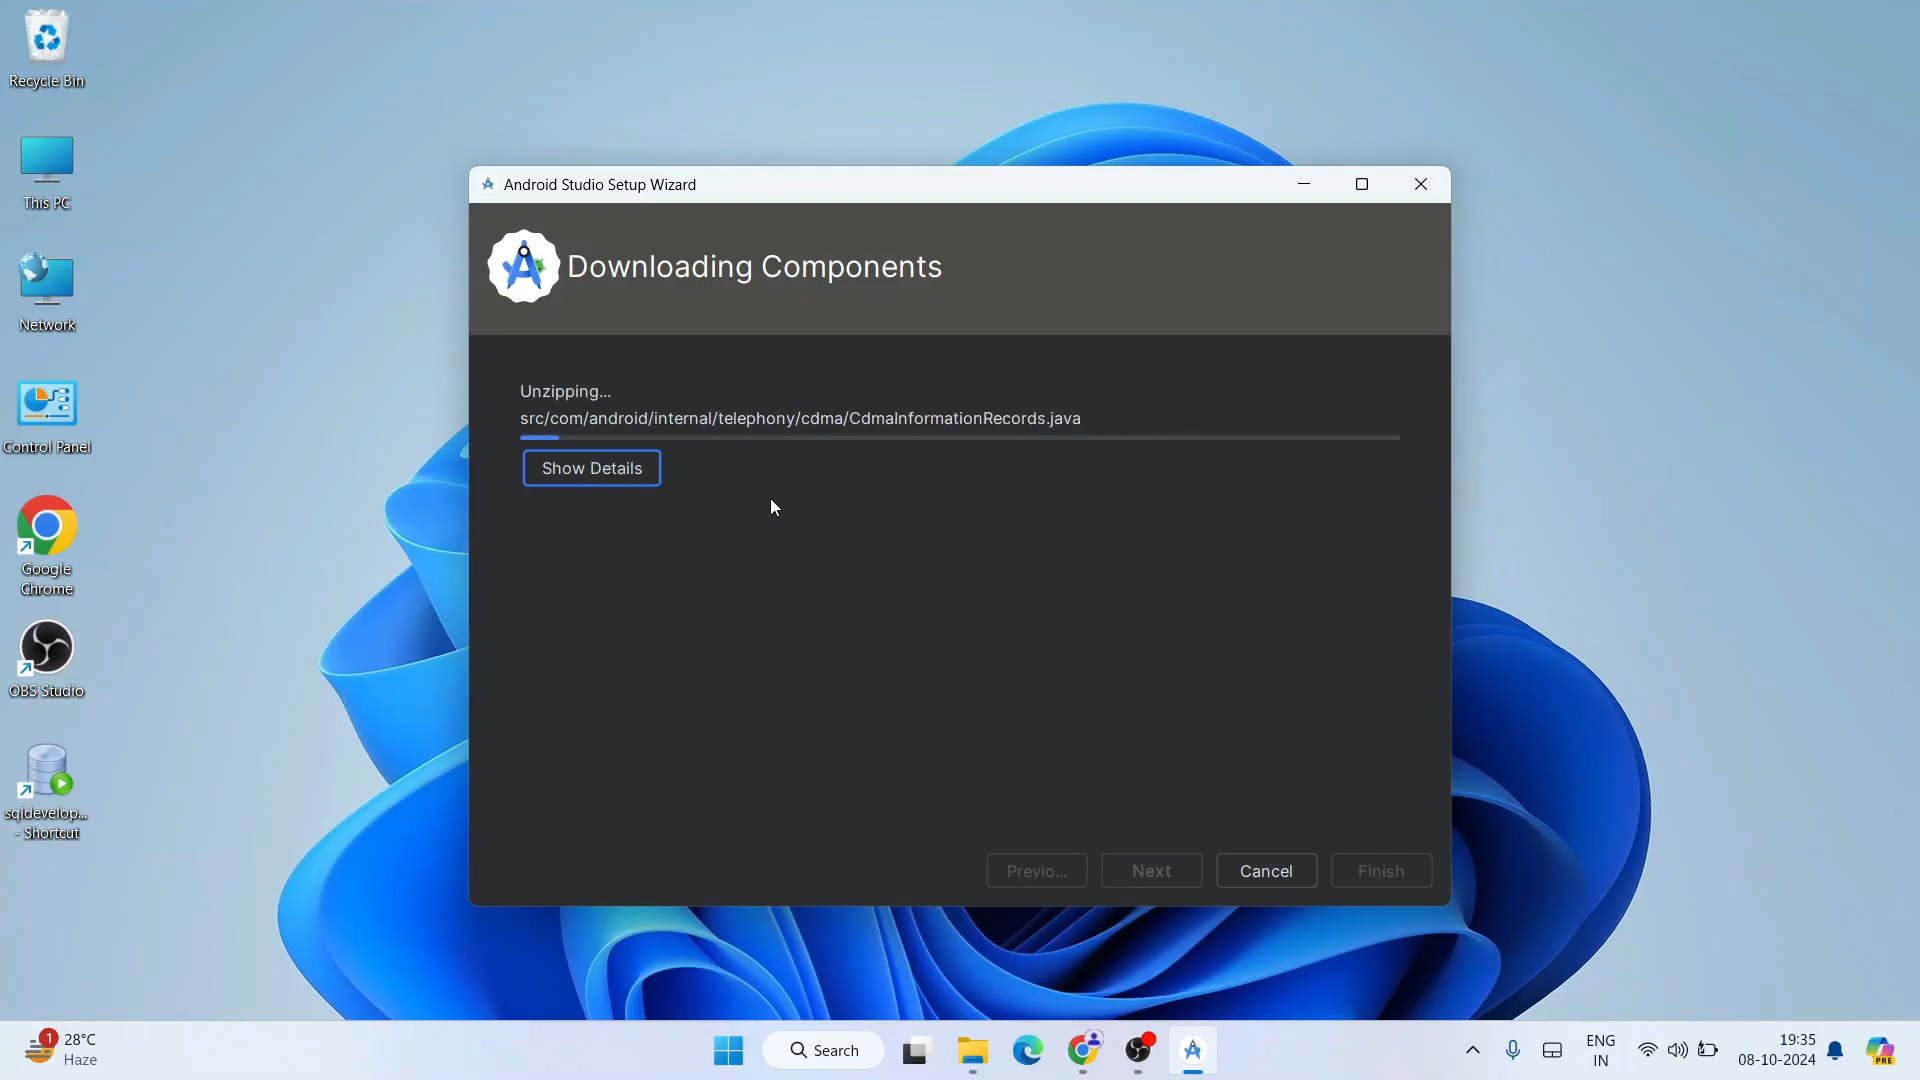 Recycle Bin
This PC
Network
Control Panel
Google
Chrome
OBS Studio
sqldevelop...
- Shortcut
Android Studio Setup Wizard
Downloading Components
Unzipping...
src/com/android/internal/telephony/cdma/CdmaInformationRecords.java
Show Details
Previo...
Next
Cancel
Finish
1
28°C
Haze
Search
ENG
IN
19:35
08-10-2024
PRE